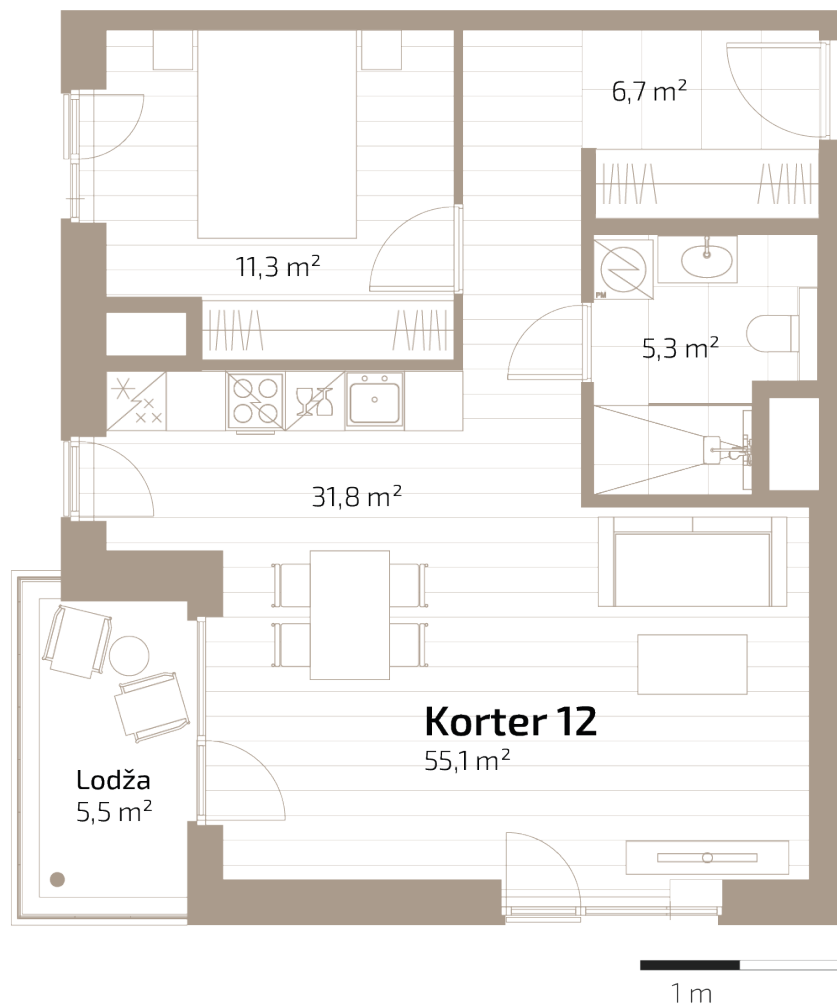 6,7 m²
11,3 m²
PM
5,3 m²
31,8 m²
Korter 12
55,1 m²
Lodža
5,5 m²
1 m